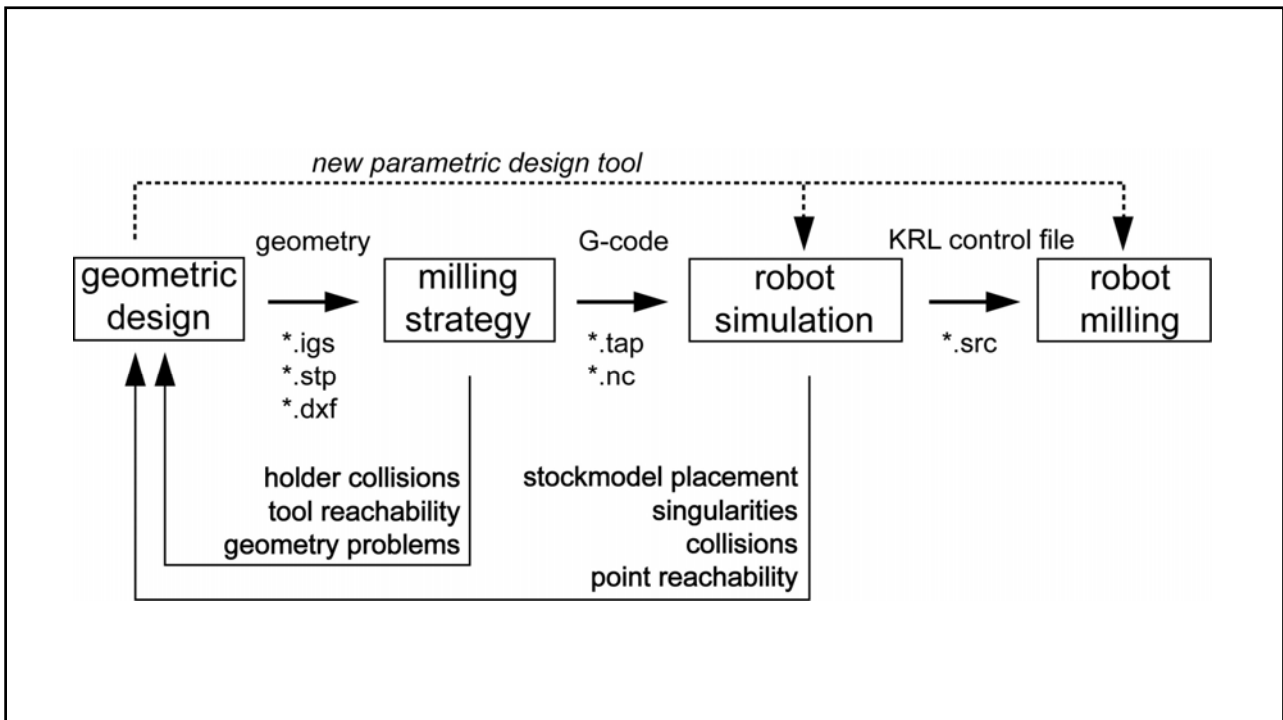 new parametric design tool
geometry
G-code
KRL control file
geometric
design
milling
strategy
robot
simulation
robot
milling
*.igs
*.stp
*.dxf
*.tap
*.nc
*.src
holder collisions
tool reachability
geometry problems
stockmodel placement
singularities
collisions
point reachability